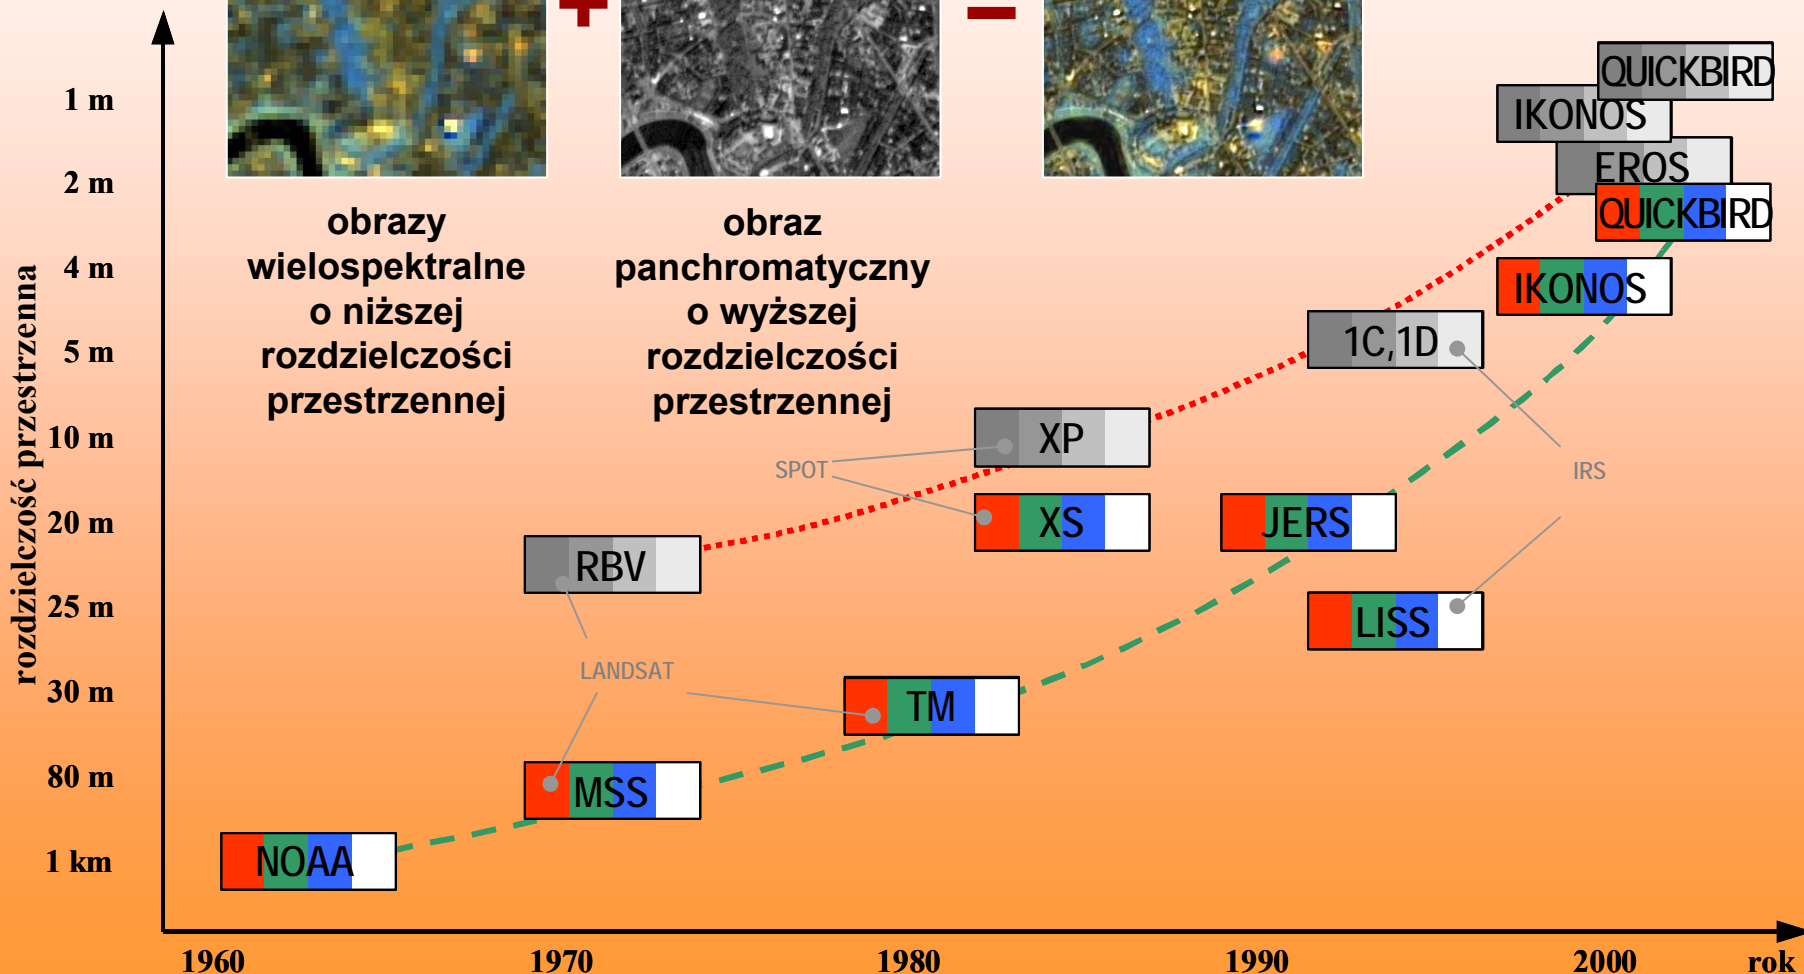 +
–
QUICKBIRD
1 m
IKONOS
EROS
2 m
QUICKBIRD
obrazy
wielospektralne
o niższej
rozdzielczości
przestrzennej
obraz
panchromatyczny
o wyższej
rozdzielczości
przestrzennej
4 m
IKONOS
5 m
1C,1D
10 m
XP
SPOT
IRS
20 m
XS
JERS
RBV
25 m
LISS
LANDSAT
30 m
TM
80 m
MSS
1 km
NOAA
rozdzielczość przestrzenna
1960
1970
1980
1990
2000
rok